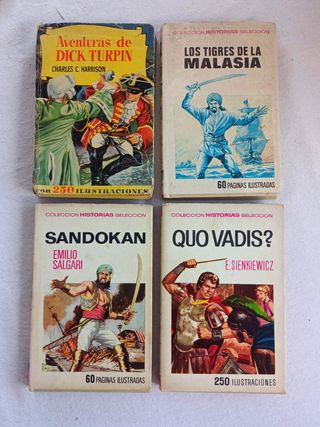 Aventuras de
DICK TURPIN
CHARLES C. HARRISON
con 250 ILUSTRACIONES
COLECCION HISTORIAS SELECCION
LOS TIGRES DE LA
MALASIA
60 PAGINAS ILUSTRADAS
COLECCION HISTORIAS SELECCION
SANDOKAN
EMILIO
SALGARI
60 PAGINAS ILUSTRADAS
COLECCION HISTORIAS SELECCION
QUO VADIS?
E. SIENKIEWICZ
250 ILUSTRACIONES